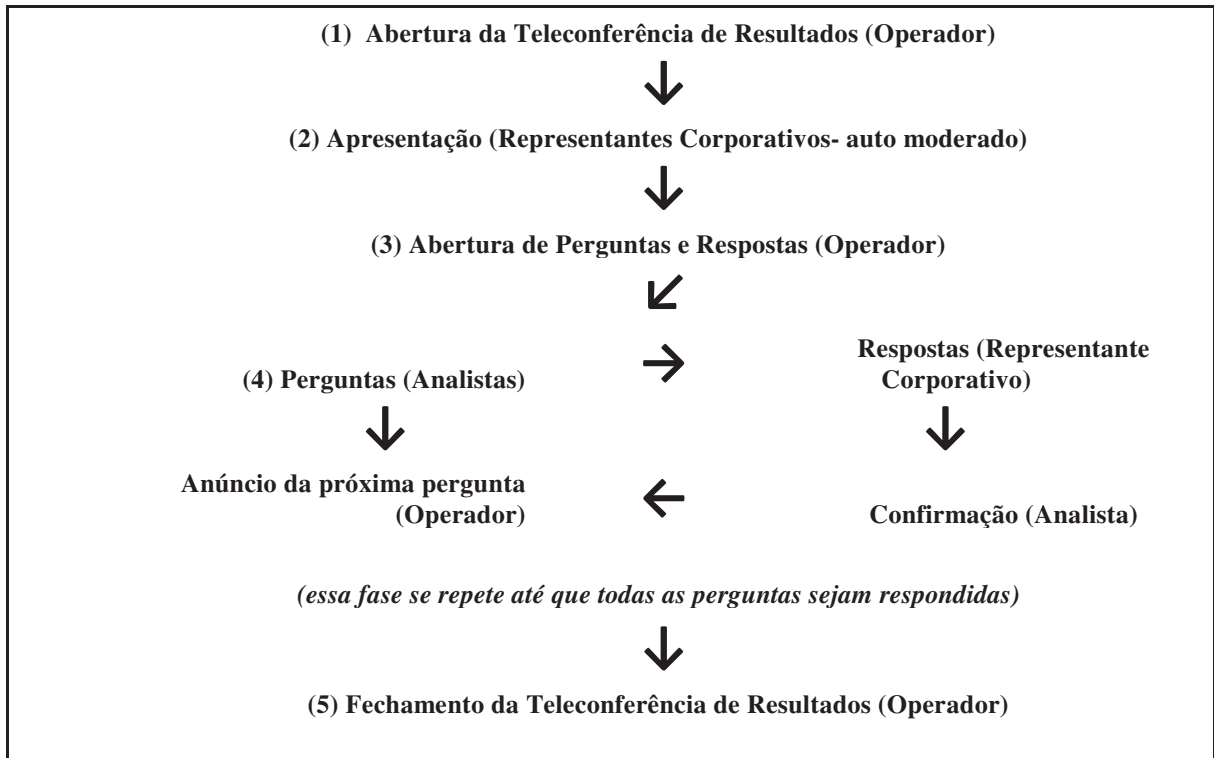 (1) Abertura da Teleconferência de Resultados (Operador)
(2) Apresentação (Representantes Corporativos- auto moderado)
(3) Abertura de Perguntas e Respostas (Operador)
(4) Perguntas (Analistas)
Respostas (Representante
Corporativo)
Anúncio da próxima pergunta
(Operador)
Confirmação (Analista)
(essa fase se repete até que todas as perguntas sejam respondidas)
(5) Fechamento da Teleconferência de Resultados (Operador)